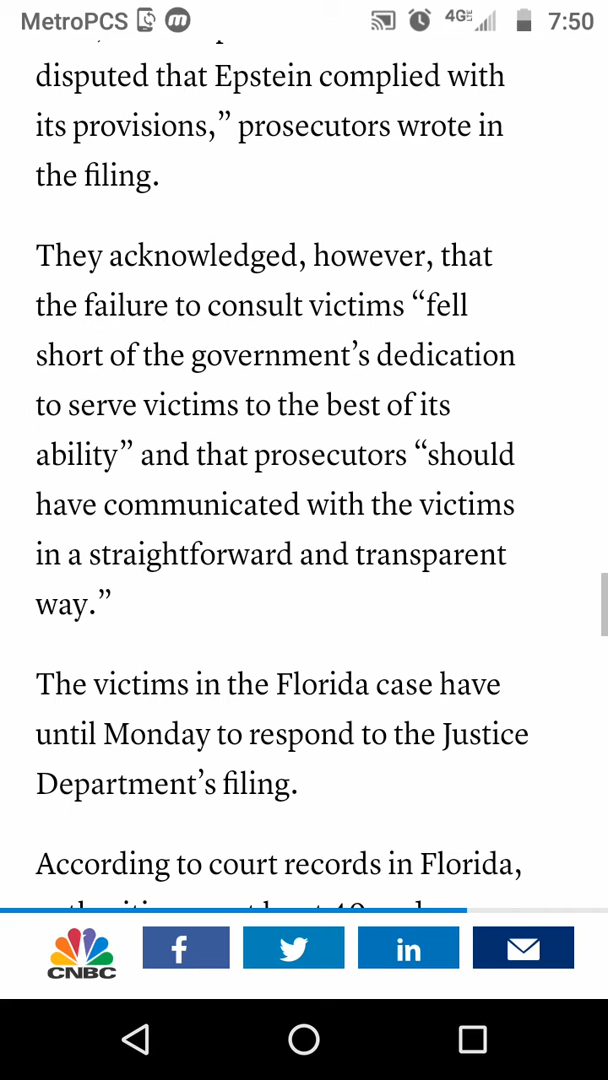 MetroPCS
4G
7:50
disputed that Epstein complied with
its provisions,” prosecutors wrote in
the filing.
They acknowledged, however, that
the failure to consult victims “fell
short of the government’s dedication
to serve victims to the best of its
ability” and that prosecutors “should
have communicated with the victims
in a straightforward and transparent
way.”
The victims in the Florida case have
until Monday to respond to the Justice
Department’s filing.
According to court records in Florida,
CNBC